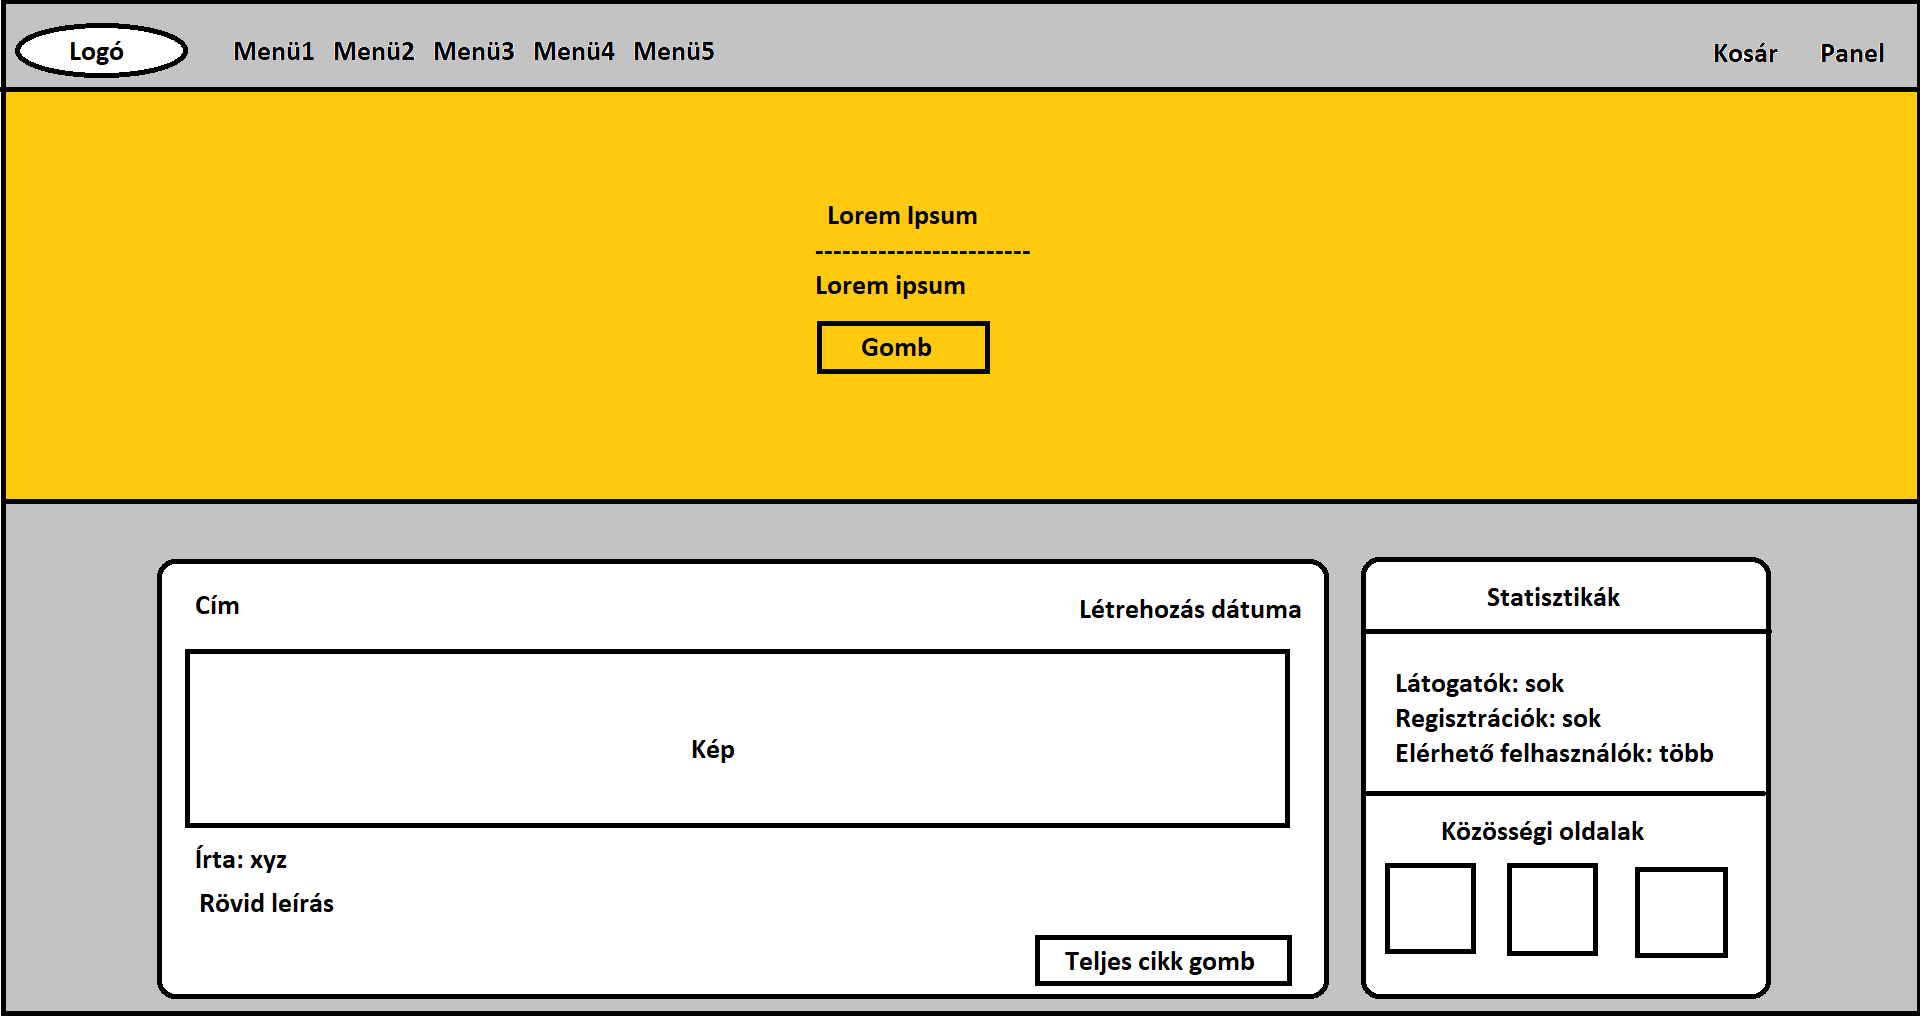 Logó
Menü1 Menü2 Menü3 Menü4 Menü5
Kosár Panel
Lorem Ipsum
------------------------
Lorem ipsum
Gomb
Cím
Létrehozás dátuma
Kép
Írta: xyz
Rövid leírás
Teljes cikk gomb
Statisztikák
Látogatók: sok
Regisztrációk: sok
Elérhető felhasználók: több
Közösségi oldalak